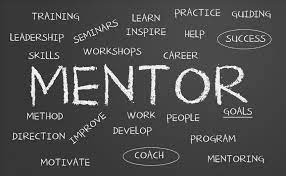 TRAINING
LEARN
PRACTICE
GUIDING
LEADERSHIP
SEMINARS
INSPIRE
HELP
SUCCESS
SKILLS
WORKSHOPS
CAREER
MENTOR
METHOD
IMPROVE
WORK
PEOPLE
GOALS
DIRECTION
DEVELOP
PROGRAM
MOTIVATE
COACH
MENTORING